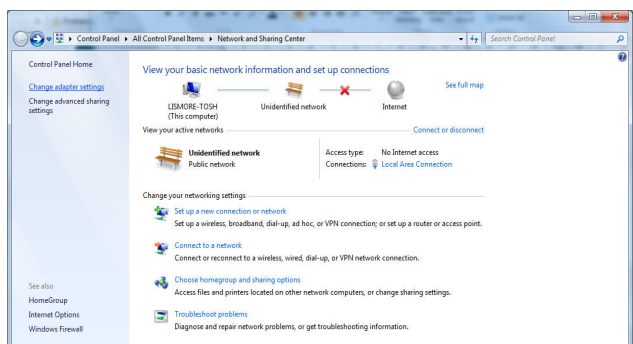 Control Panel ▸ All Control Panel Items ▸ Network and Sharing Center
Search Control Panel
Control Panel Home
Change adapter settings
Change advanced sharing
settings
See also
HomeGroup
Internet Options
Windows Firewall
View your basic network information and set up connections
See full map
LISMORE-TOSH
(This computer)
Unidentified network
Internet
View your active networks
Connect or disconnect
Unidentified network
Public network
Access type: No Internet access
Connections: Local Area Connection
Change your networking settings
Set up a new connection or network
Set up a wireless, broadband, dial-up, ad hoc, or VPN connection; or set up a router or access point.
Connect to a network
Connect or reconnect to a wireless, wired, dial-up, or VPN network connection.
Choose homegroup and sharing options
Access files and printers located on other network computers, or change sharing settings.
Troubleshoot problems
Diagnose and repair network problems, or get troubleshooting information.